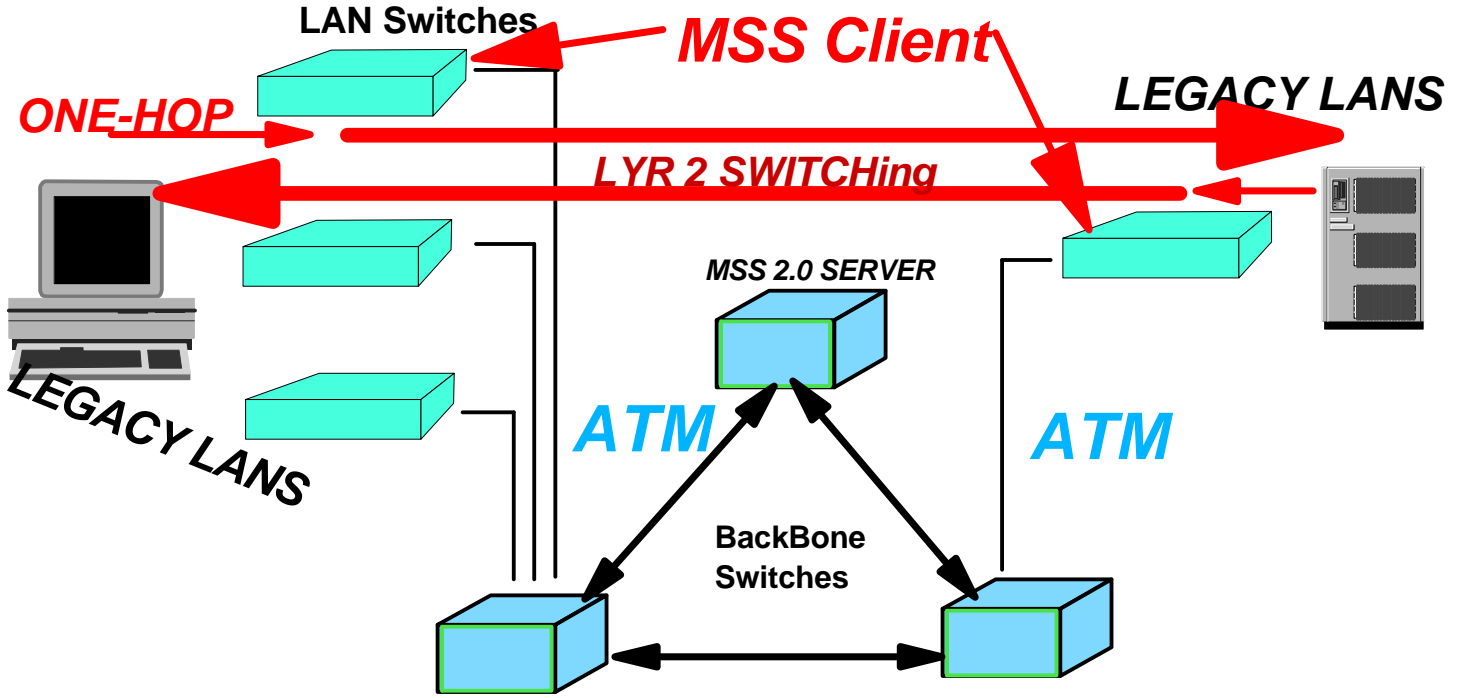 LAN Switches
MSS Client
LEGACY LANS
ONE-HOP
LYR 2 SWITCHing
MSS 2.0 SERVER
LEGACY LANS
ATM
ATM
BackBone
Switches